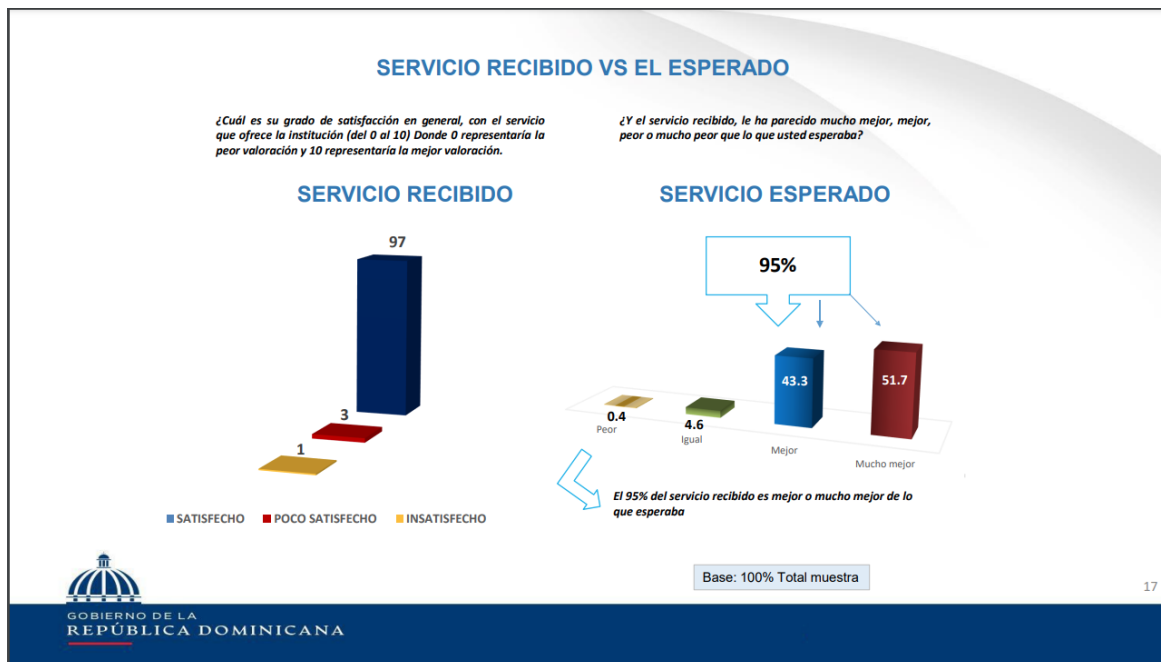 SERVICIO RECIBIDO VS EL ESPERADO
¿Cuál es su grado de satisfacción en general, con el servicio
que ofrece la institución (del 0 al 10) Donde 0 representaría la
peor valoración y 10 representaría la mejor valoración.
SERVICIO RECIBIDO
97
3
1
SATISFECHO POCO SATISFECHO INSATISFECHO
¿Y el servicio recibido, le ha parecido mucho mejor, mejor,
peor o mucho peor que lo que usted esperaba?
SERVICIO ESPERADO
95%
0.4
4.6
43.3
51.7
Peor
Igual
Mejor
Mucho mejor
El 95% del servicio recibido es mejor o mucho mejor de lo
que esperaba
Base: 100% Total muestra
17
GOBIERNO DE LA
REPÚBLICA DOMINICANA